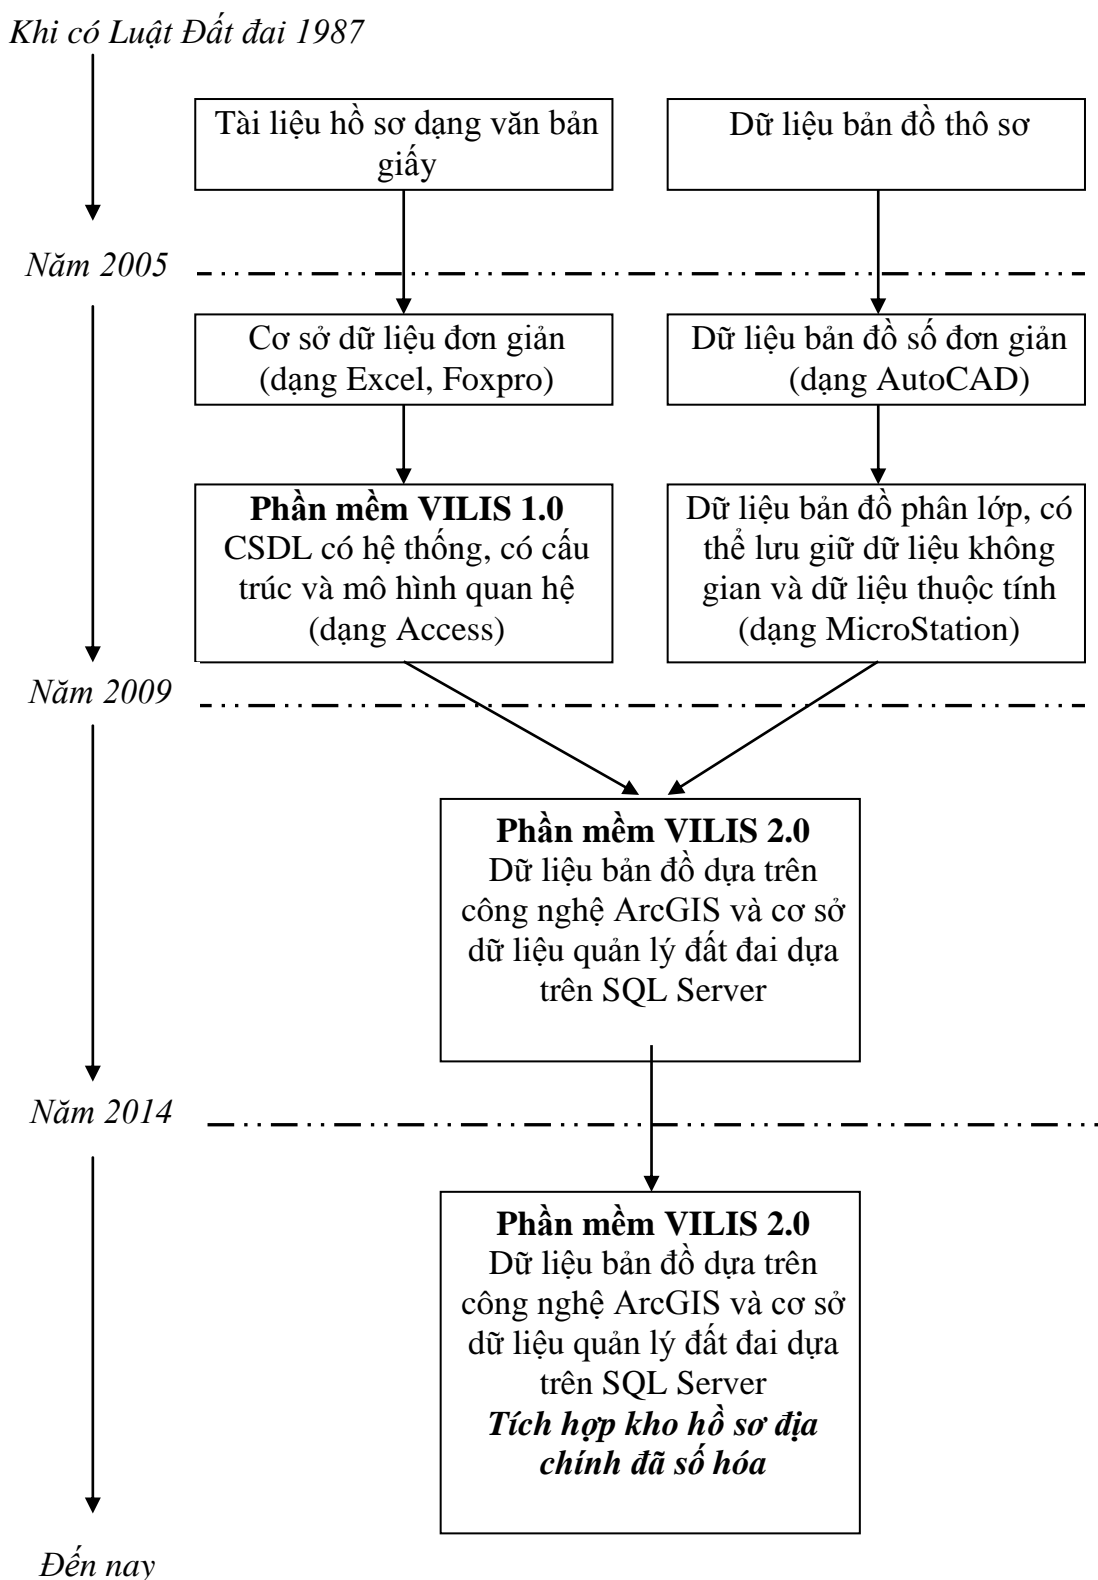 Khi có Luật Đất đai 1987
Tài liệu hồ sơ dạng văn bản
giấy
Dữ liệu bản đồ thô sơ
Năm 2005
Cơ sở dữ liệu đơn giản
(dạng Excel, Foxpro)
Dữ liệu bản đồ số đơn giản
(dạng AutoCAD)
Phần mềm VILIS 1.0
CSDL có hệ thống, có cấu
trúc và mô hình quan hệ
(dạng Access)
Dữ liệu bản đồ phân lớp, có
thể lưu giữ dữ liệu không
gian và dữ liệu thuộc tính
(dạng MicroStation)
Năm 2009
Phần mềm VILIS 2.0
Dữ liệu bản đồ dựa trên
công nghệ ArcGIS và cơ sở
dữ liệu quản lý đất đai dựa
trên SQL Server
Năm 2014
Phần mềm VILIS 2.0
Dữ liệu bản đồ dựa trên
công nghệ ArcGIS và cơ sở
dữ liệu quản lý đất đai dựa
trên SQL Server
Tích hợp kho hồ sơ địa
chính đã số hóa
Đến nay